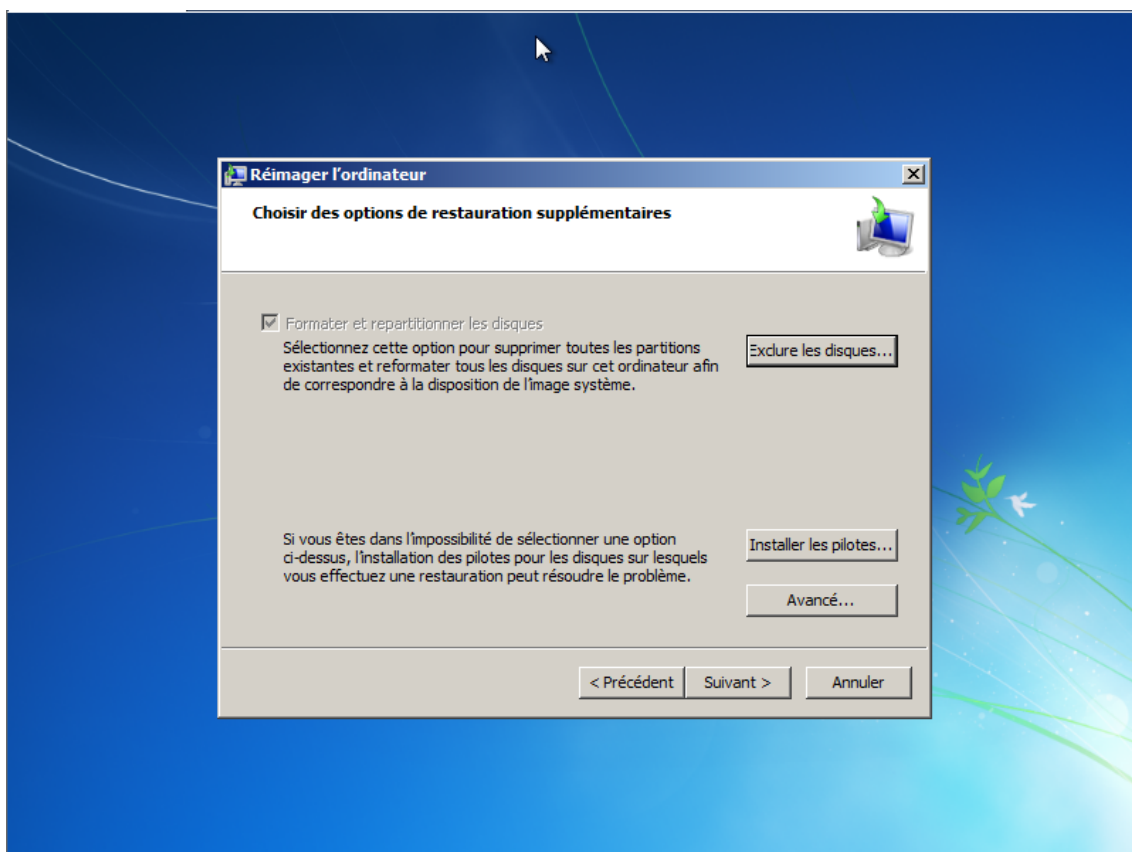 Réimager l'ordinateur
Choisir des options de restauration supplémentaires
Formater et repartitionner les disques
Sélectionnez cette option pour supprimer toutes les partitions
existantes et reformater tous les disques sur cet ordinateur afin
de correspondre à la disposition de l'image système.
Exclure les disques...
Si vous êtes dans l'impossibilité de sélectionner une option
ci-dessus, l'installation des pilotes pour les disques sur lesquels
vous effectuez une restauration peut résoudre le problème.
Installer les pilotes...
Avancé...
< Précédent
Suivant >
Annuler